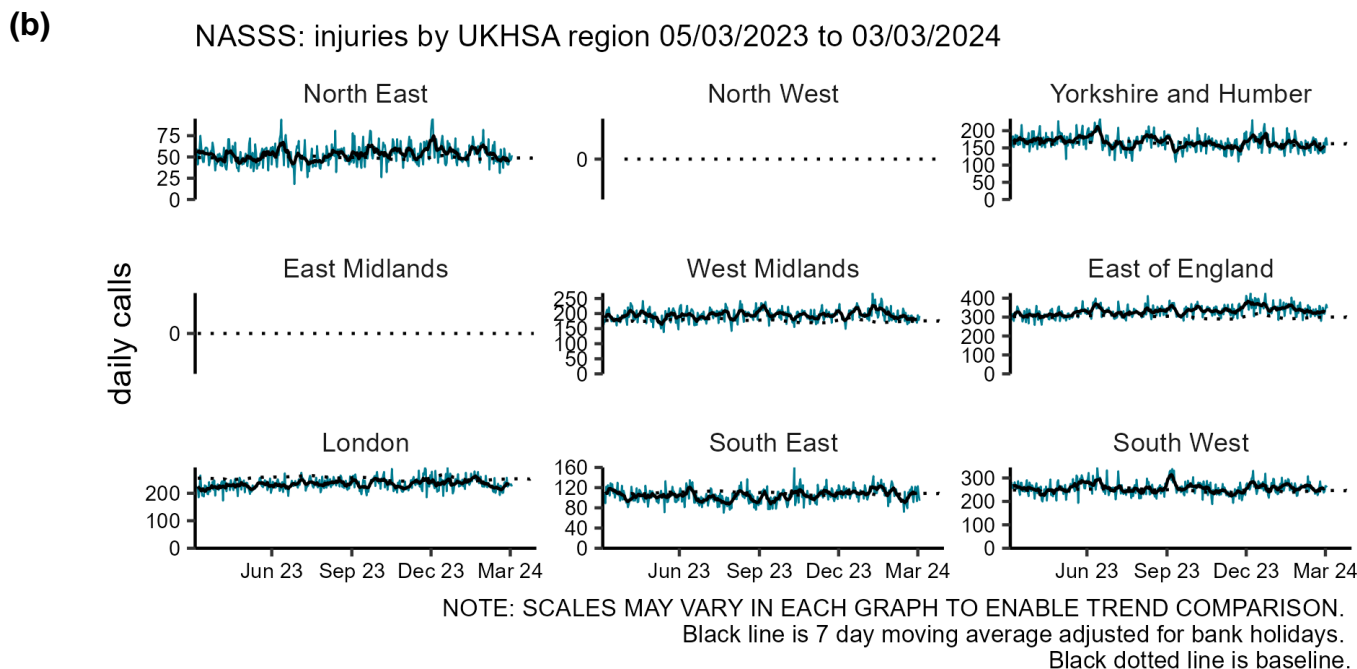 (b)
NASSS: injuries by UKHSA region 05/03/2023 to 03/03/2024
North East
North West
Yorkshire and Humber
75
50
25
0
0
200
150
100
50
0
East Midlands
West Midlands
East of England
daily calls
0
250
200
150
100
50
0
400
300
200
100
0
London
South East
South West
200
100
0
160
120
80
40
0
300
200
100
0
Jun 23 Sep 23 Dec 23 Mar 24
Jun 23 Sep 23 Dec 23 Mar 24
Jun 23 Sep 23 Dec 23 Mar 24
NOTE: SCALES MAY VARY IN EACH GRAPH TO ENABLE TREND COMPARISON.
Black line is 7 day moving average adjusted for bank holidays.
Black dotted line is baseline.